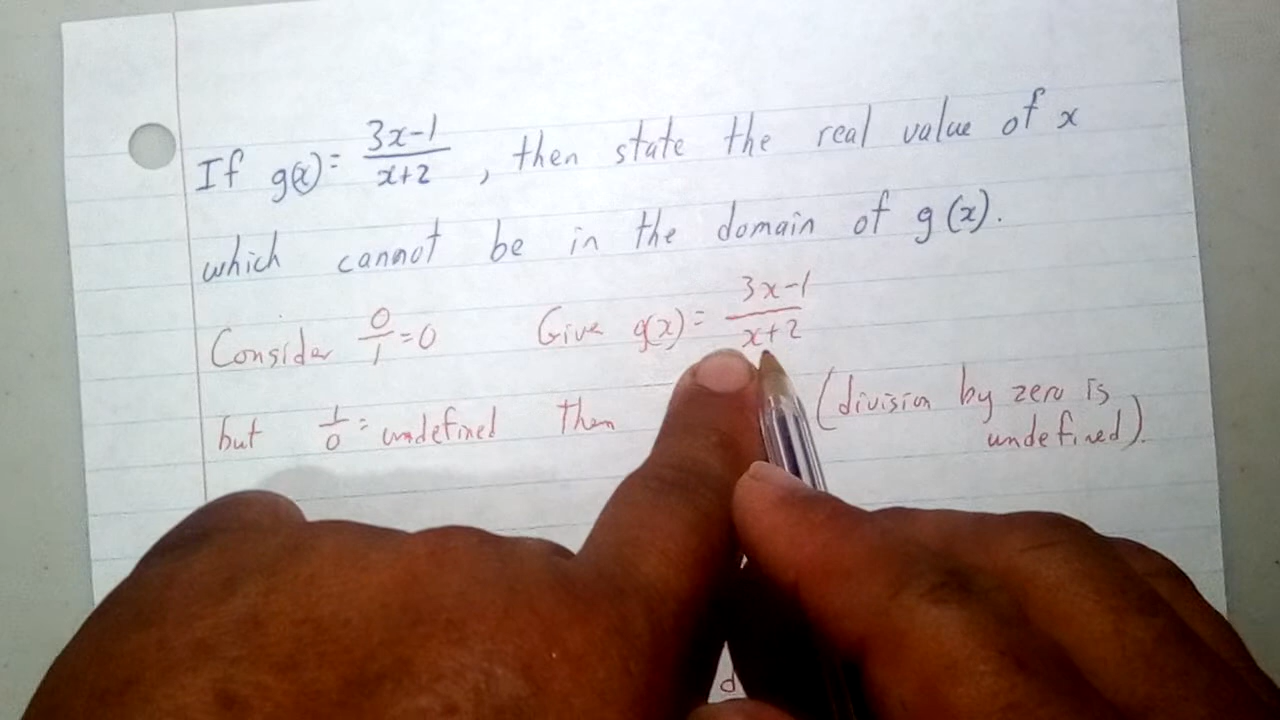 If g(x) = 3x-1/x+2, then state the real value of x
which cannot be in the domain of g(x).
Consider 0/1 = 0 Give g(x) = 3x-1/x+2
but 1/0 = undefined then (division by zero is
undefined).
d